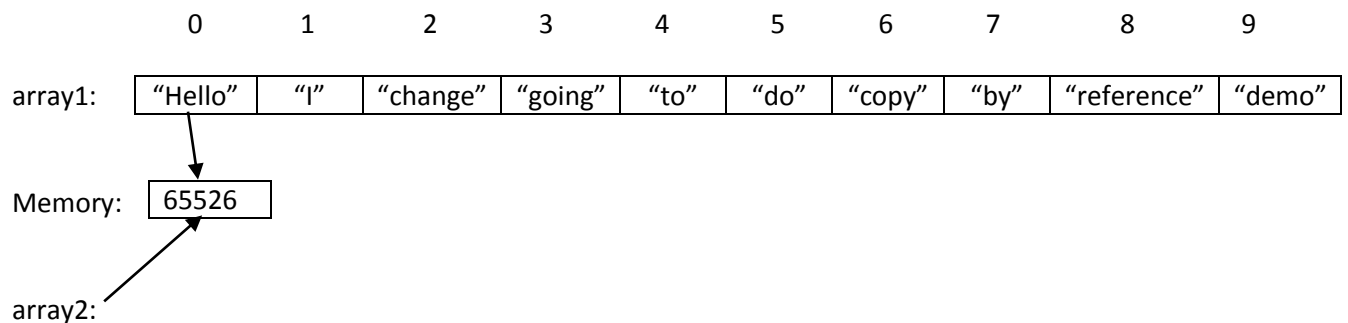 0 1 2 3 4 5 6 7 8 9
array1: “Hello” “I” “change” “going” “to” “do” “copy” “by” “reference” “demo”
Memory: 65526
array2: